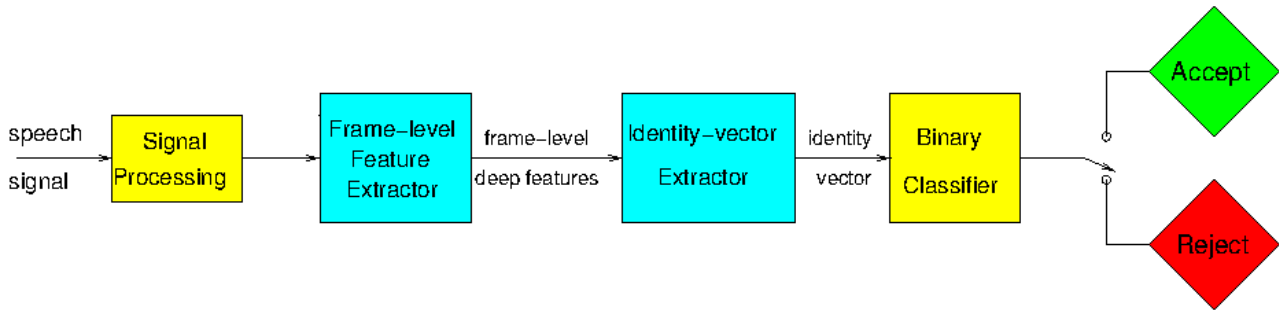 speech
signal
Signal
Processing
Frame-level
Feature
Extractor
frame-level
deep features
Identity-vector
Extractor
identity
vector
Binary
Classifier
Accept
Reject